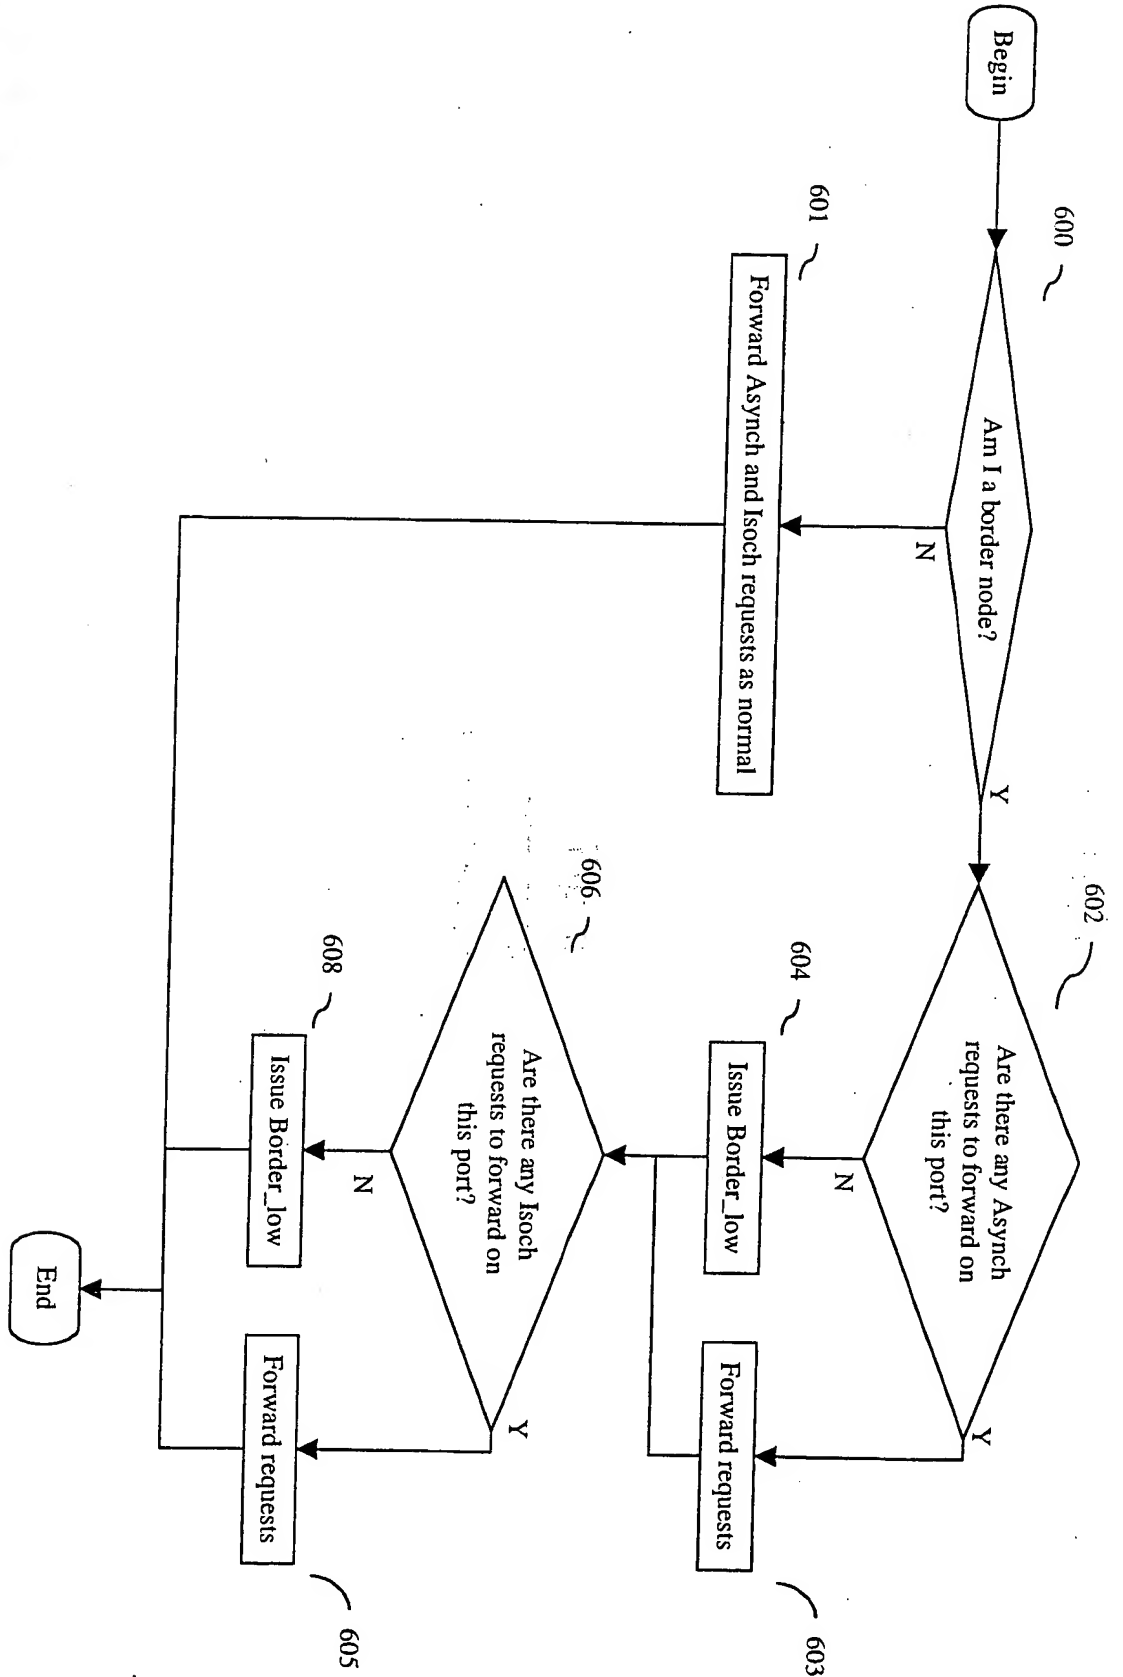 Begin
600
Am I a border node?
Y
N
601
Forward Asynch and Isoch requests as normal
602
Are there any Asynch
requests to forward on
this port?
Y
N
604
Issue Border_low
Forward requests
603
606
Are there any Isoch
requests to forward on
this port?
Y
N
608
Issue Border_low
Forward requests
605
End